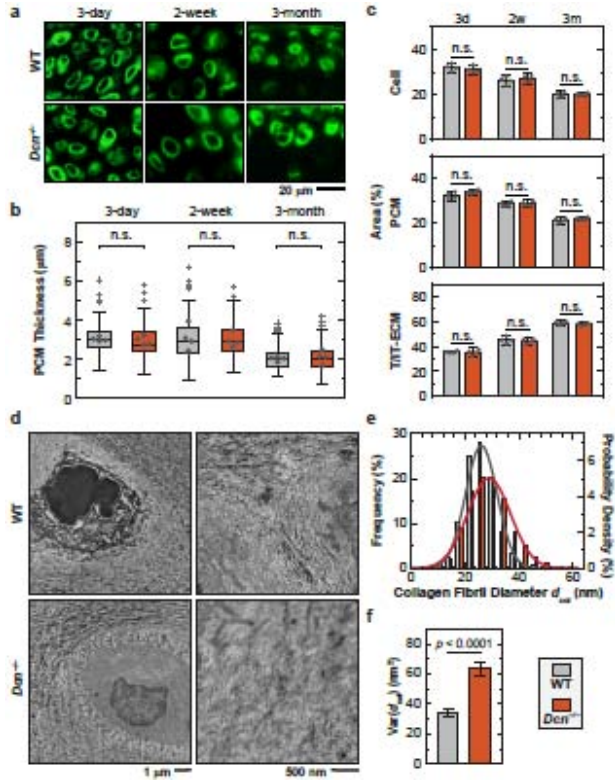 a 3-day 2-week 3-month
WT
Dcn-/-
20 μm
b
3-day 2-week 3-month
n.s. n.s. n.s.
PCM Thickness (μm)
8
6
4
2
0
c
3d 2w 3m
n.s. n.s. n.s.
Cell
40
20
0
n.s. n.s. n.s.
Area (%)
PCM
40
20
0
n.s. n.s. n.s.
T/IT-ECM
80
60
40
20
0
d
WT
Dcn-/-
1 μm 500 nm
e
Frequency (%)
30
20
10
0
0 20 40 60
Collagen Fibril Diameter d_col (nm)
Probability Density (%)
6
4
2
0
f
p < 0.0001
Var(d_col) (nm²)
80
60
40
20
0
WT
Dcn-/-